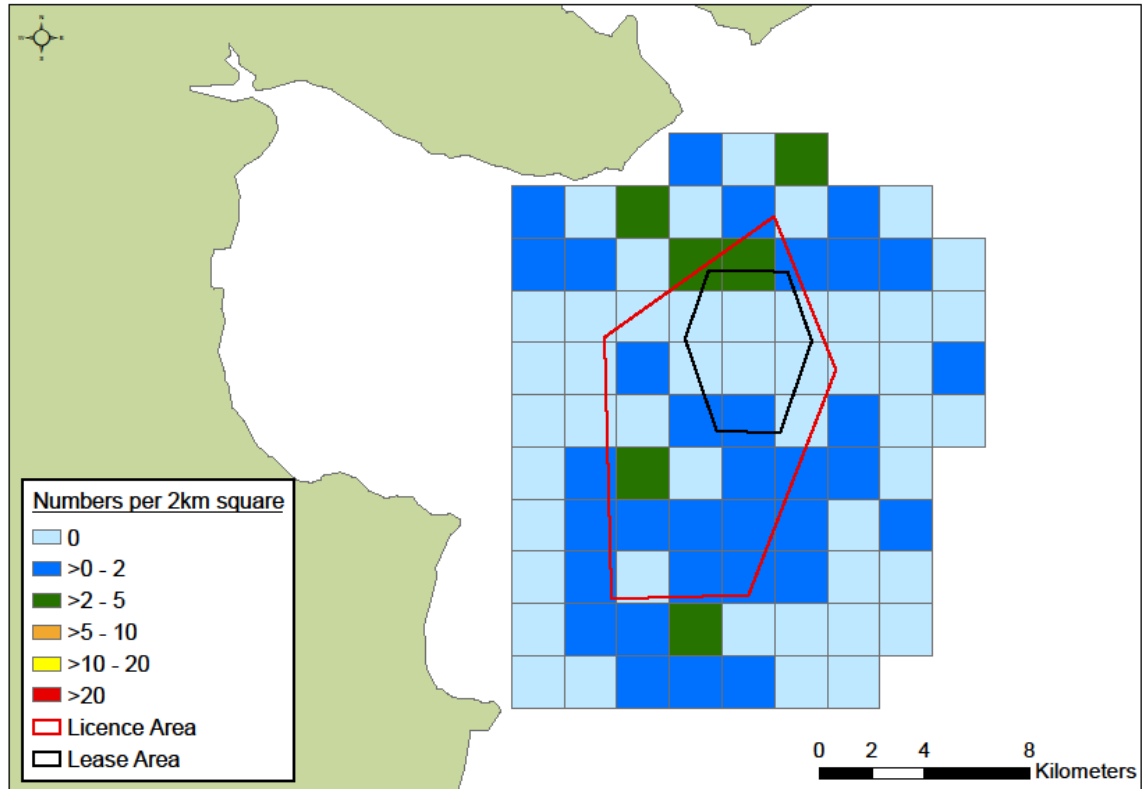 N
W E
S
Numbers per 2km square
0
>0 - 2
>2 - 5
>5 - 10
>10 - 20
>20
Licence Area
Lease Area
0 2 4 8
Kilometers